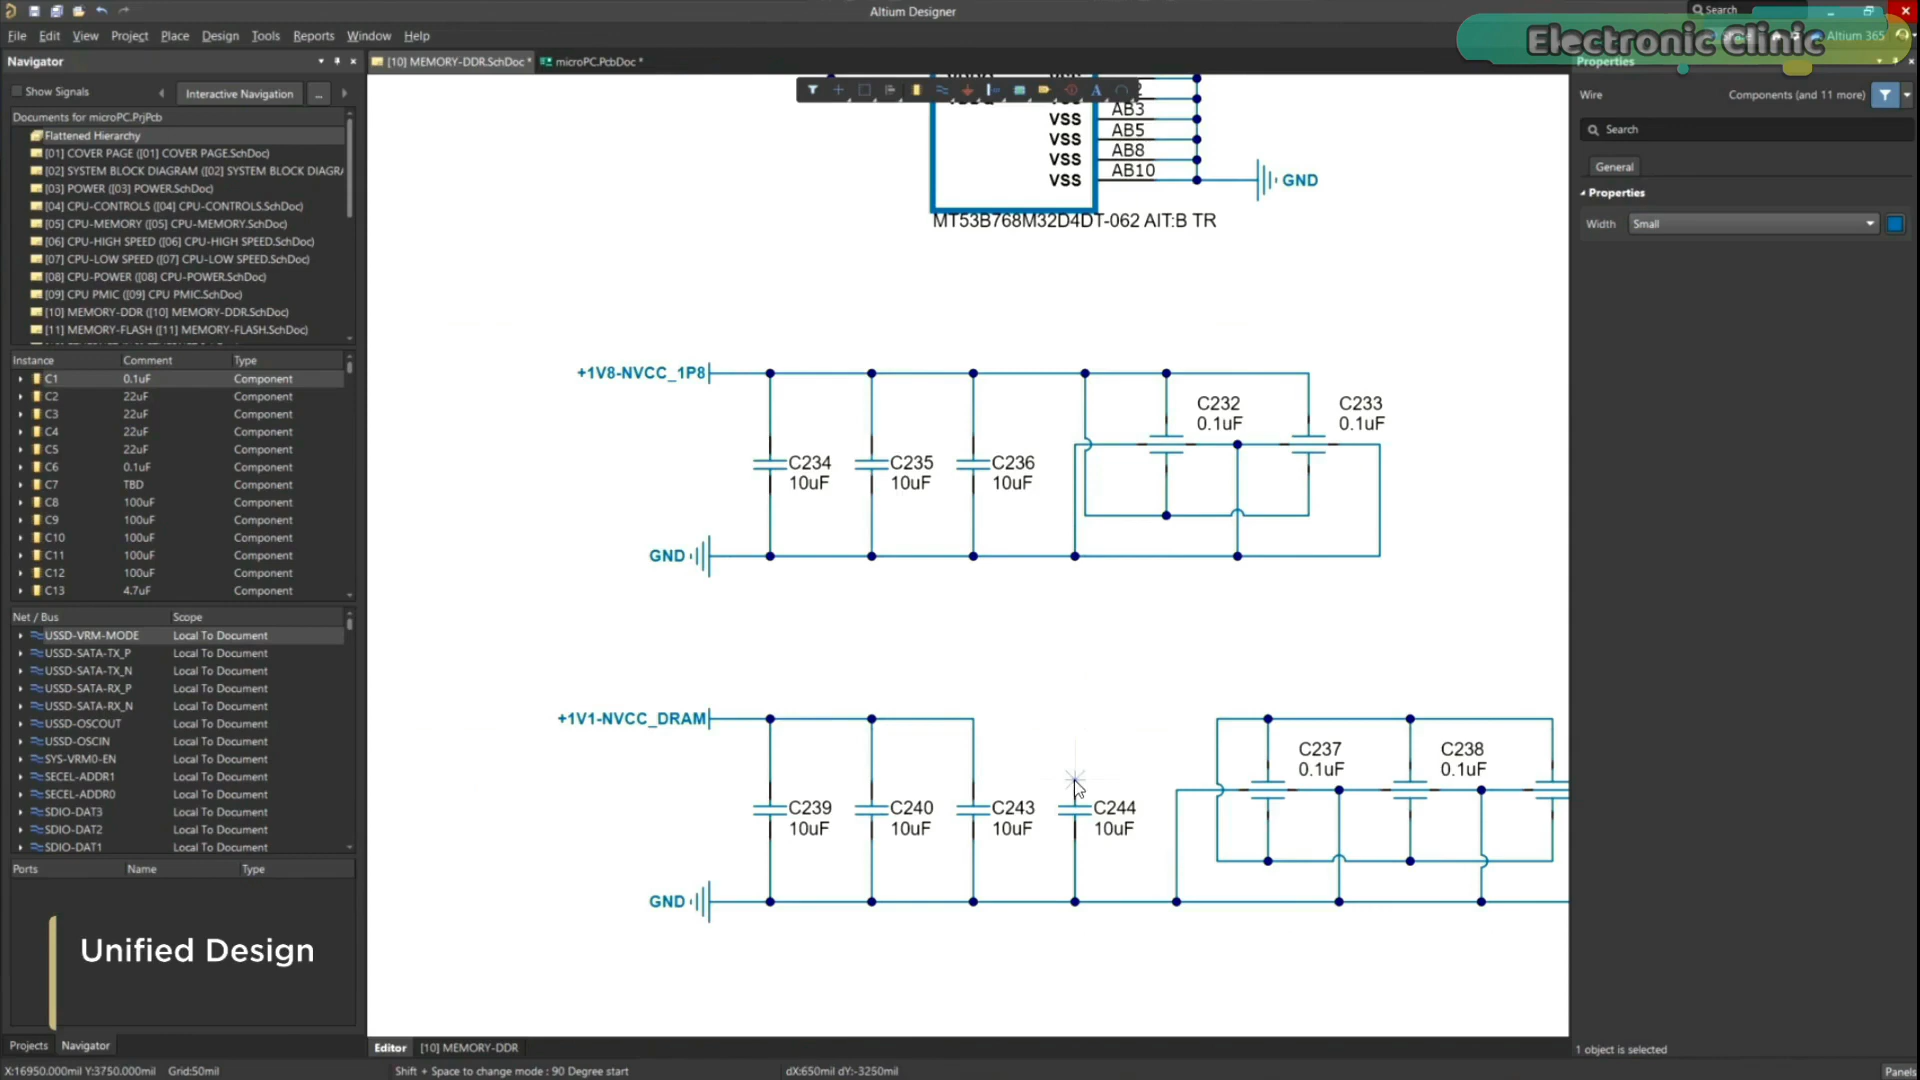 Altium Designer
Search
File Edit View Project Place Design Tools Reports Window Help
Electronic Clinic
Altium 365
Navigator
[10] MEMORY-DDR.SchDoc *
microPC.PcbDoc *
Properties
Show Signals
Interactive Navigation
...
Wire
Components (and 11 more)
Documents for microPC.PrjPcb
Search
Flattened Hierarchy
[01] COVER PAGE ([01] COVER PAGE.SchDoc)
[02] SYSTEM BLOCK DIAGRAM ([02] SYSTEM BLOCK DIAGRA
[03] POWER ([03] POWER.SchDoc)
[04] CPU-CONTROLS ([04] CPU-CONTROLS.SchDoc)
[05] CPU-MEMORY ([05] CPU-MEMORY.SchDoc)
[06] CPU-HIGH SPEED ([06] CPU-HIGH SPEED.SchDoc)
[07] CPU-LOW SPEED ([07] CPU-LOW SPEED.SchDoc)
[08] CPU-POWER ([08] CPU-POWER.SchDoc)
[09] CPU PMIC ([09] CPU PMIC.SchDoc)
[10] MEMORY-DDR ([10] MEMORY-DDR.SchDoc)
[11] MEMORY-FLASH ([11] MEMORY-FLASH.SchDoc)
General
Properties
Width Small
VSS AB3
VSS AB5
VSS AB8
VSS AB10
GND
MT53B768M32D4DT-062 AIT:B TR
Instance Comment Type
C1 0.1uF Component
C2 22uF Component
C3 22uF Component
C4 22uF Component
C5 22uF Component
C6 0.1uF Component
C7 TBD Component
C8 100uF Component
C9 100uF Component
C10 100uF Component
C11 100uF Component
C12 100uF Component
C13 4.7uF Component
+1V8-NVCC_1P8
C232
0.1uF
C233
0.1uF
C234
10uF
C235
10uF
C236
10uF
GND
Net / Bus Scope
USSD-VRM-MODE Local To Document
USSD-SATA-TX_P Local To Document
USSD-SATA-TX_N Local To Document
USSD-SATA-RX_P Local To Document
USSD-SATA-RX_N Local To Document
USSD-OSCOUT Local To Document
USSD-OSCIN Local To Document
SYS-VRM0-EN Local To Document
SECEL-ADDR1 Local To Document
SECEL-ADDR0 Local To Document
SDIO-DAT3 Local To Document
SDIO-DAT2 Local To Document
SDIO-DAT1 Local To Document
+1V1-NVCC_DRAM
C237
0.1uF
C238
0.1uF
C239
10uF
C240
10uF
C243
10uF
C244
10uF
GND
Ports Name Type
Unified Design
Projects Navigator
Editor [10] MEMORY-DDR
1 object is selected
X:16950.000mil Y:3750.000mil Grid:50mil
Shift + Space to change mode : 90 Degree start
dX:650mil dY:-3250mil
Panels